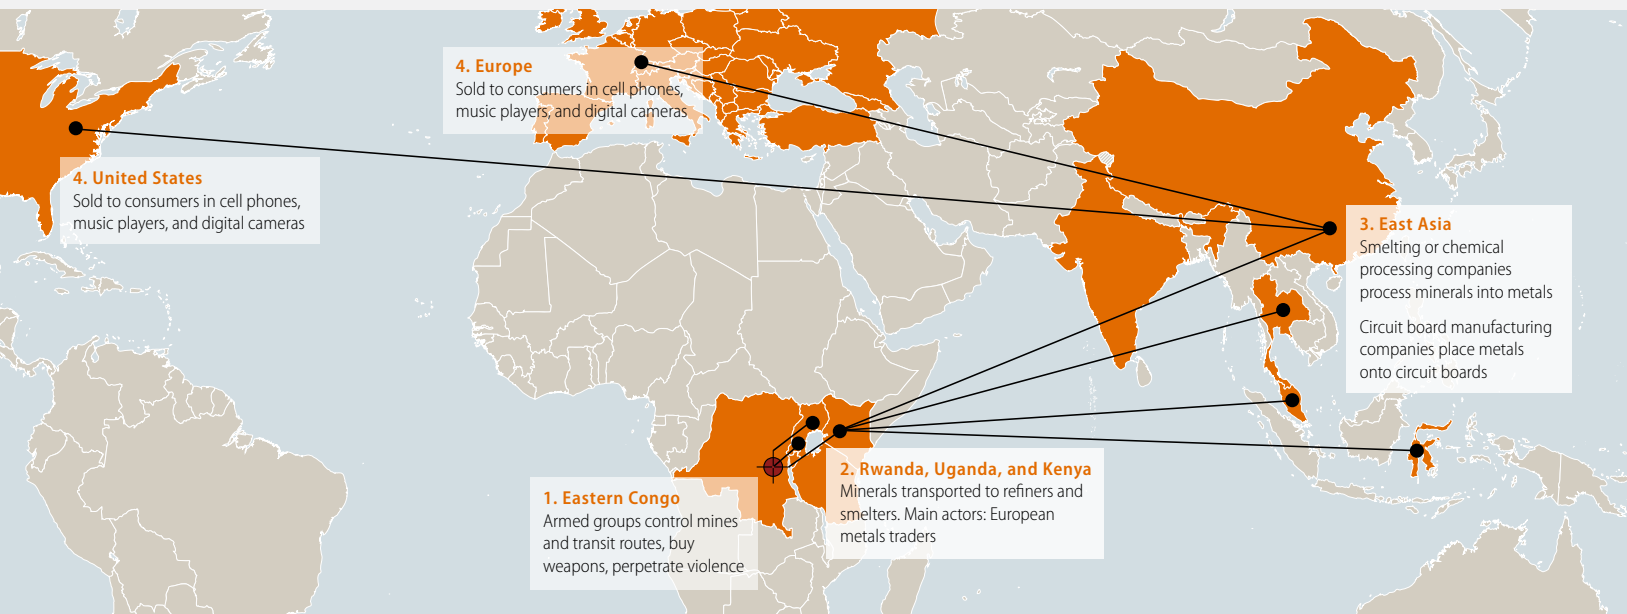 4. Europe
Sold to consumers in cell phones,
music players, and digital cameras
4. United States
Sold to consumers in cell phones,
music players, and digital cameras
3. East Asia
Smelting or chemical
processing companies
process minerals into metals
Circuit board manufacturing
companies place metals
onto circuit boards
1. Eastern Congo
Armed groups control mines
and transit routes, buy
weapons, perpetrate violence
2. Rwanda, Uganda, and Kenya
Minerals transported to refiners and
smelters. Main actors: European
metals traders